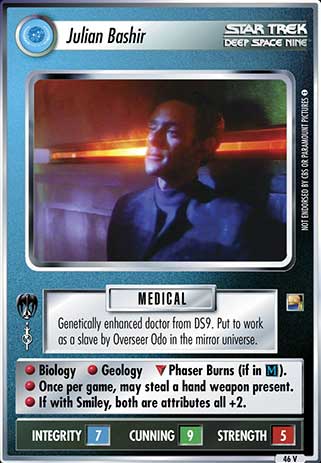 Julian Bashir
STAR TREK
DEEP SPACE NINE
NOT ENDORSED BY CBS OR PARAMOUNT PICTURES
MEDICAL
Genetically enhanced doctor from DS9. Put to
work as a slave by Overseer Odo in the mirror universe.
Biology Geology Phaser Burns (if in M).
Once per game, may steal a hand weapon present.
If with Smiley, both are attributes all +2.
INTEGRITY 7 CUNNING 9 STRENGTH 5
46 V